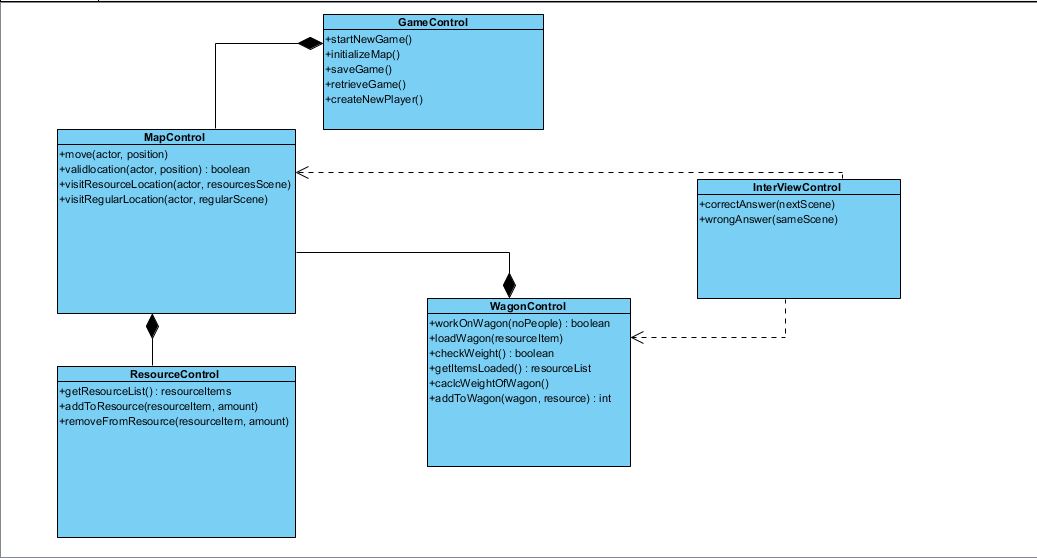 GameControl
+startNewGame()
+initializeMap()
+saveGame()
+retrieveGame()
+createNewPlayer()
MapControl
+move(actor, position)
+validlocation(actor, position) : boolean
+visitResourceLocation(actor, resourcesScene)
+visitRegularLocation(actor, regularScene)
InterViewControl
+correctAnswer(nextScene)
+wrongAnswer(sameScene)
WagonControl
+workOnWagon(noPeople) : boolean
+loadWagon(resourceItem)
+checkWeight() : boolean
+getItemsLoaded() : resourceList
+caclcWeightOfWagon()
+addToWagon(wagon, resource) : int
ResourceControl
+getResourceList() : resourceItems
+addToResource(resourceItem, amount)
+removeFromResource(resourceItem, amount)